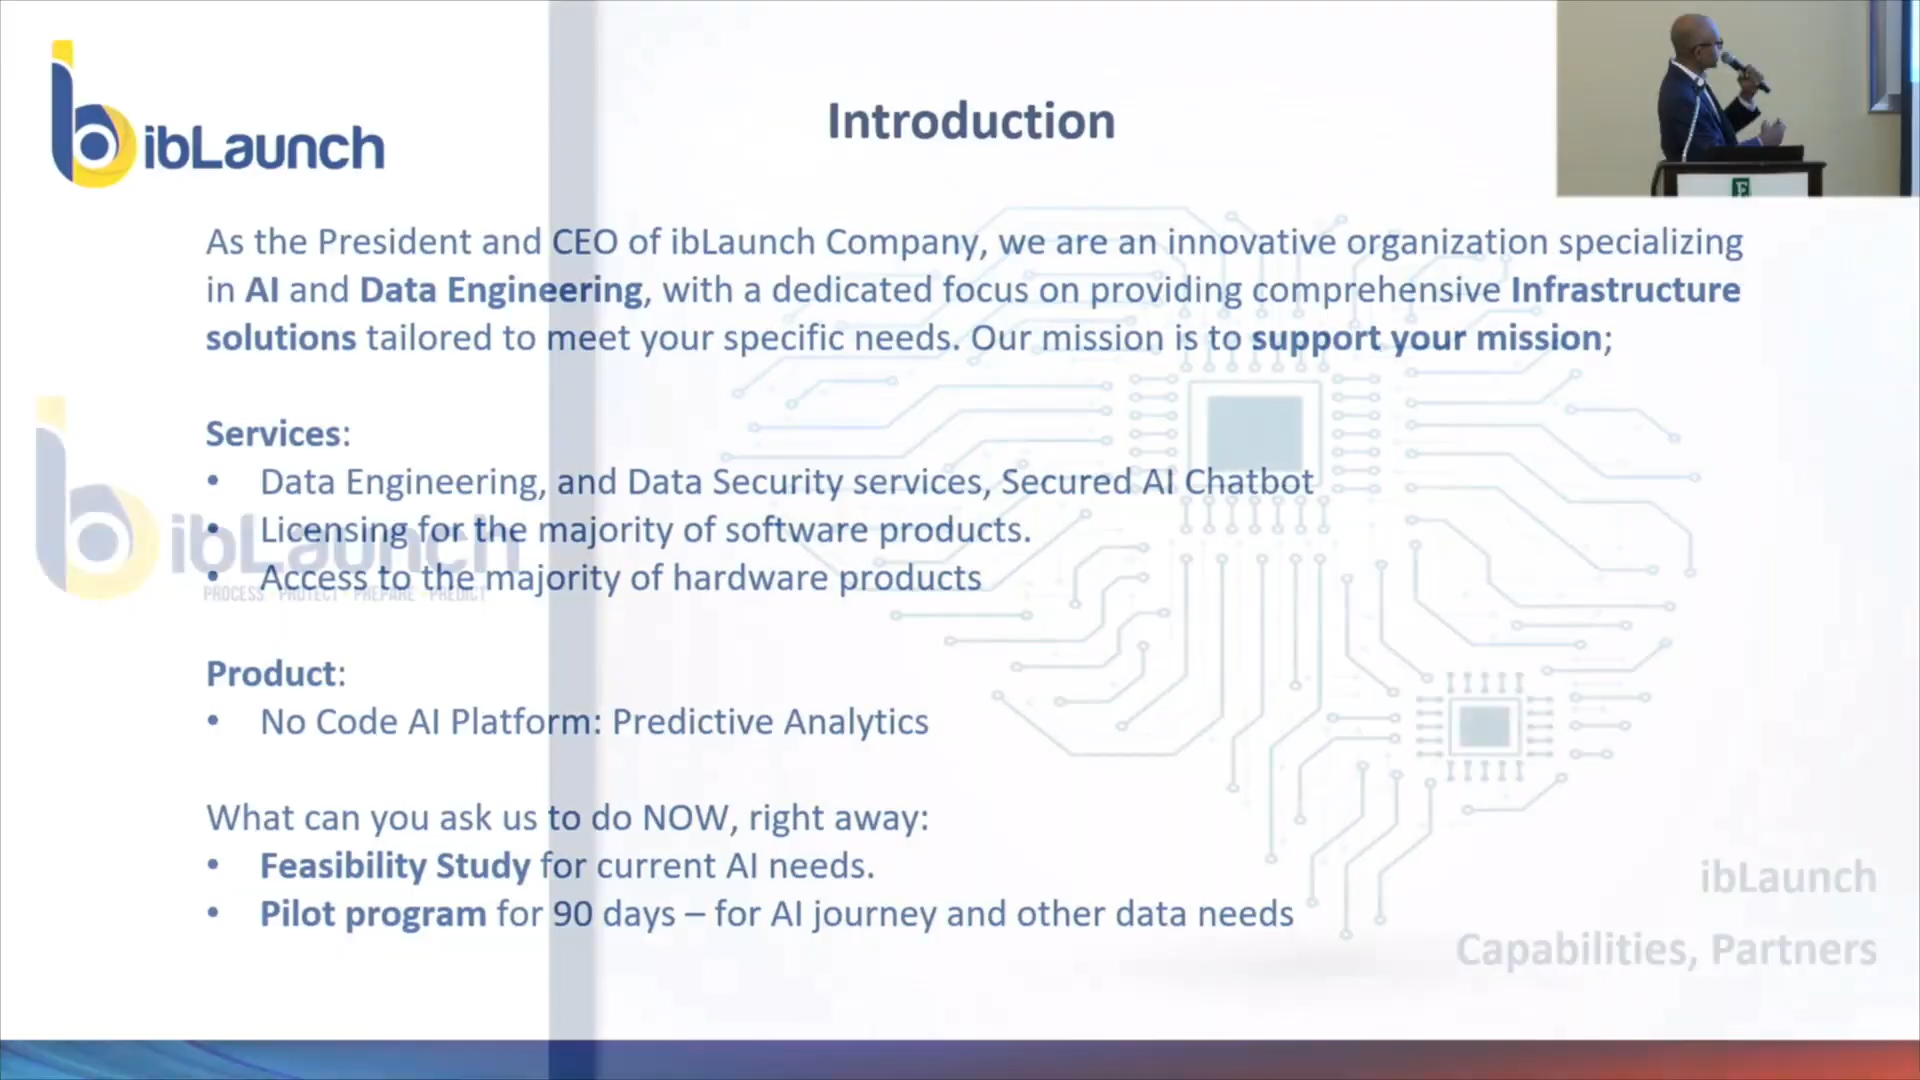 ibLaunch
Introduction
As the President and CEO of ibLaunch Company, we are an innovative organization specializing
in AI and Data Engineering, with a dedicated focus on providing comprehensive Infrastructure
solutions tailored to meet your specific needs. Our mission is to support your mission;
Services:
• Data Engineering, and Data Security services, Secured AI Chatbot
• Licensing for the majority of software products.
• Access to the majority of hardware products
ibLaunch
PROCESS · PROTECT · PREPARE · PREDICT
Product:
• No Code AI Platform: Predictive Analytics
What can you ask us to do NOW, right away:
• Feasibility Study for current AI needs.
• Pilot program for 90 days – for AI journey and other data needs
ibLaunch
Capabilities, Partners